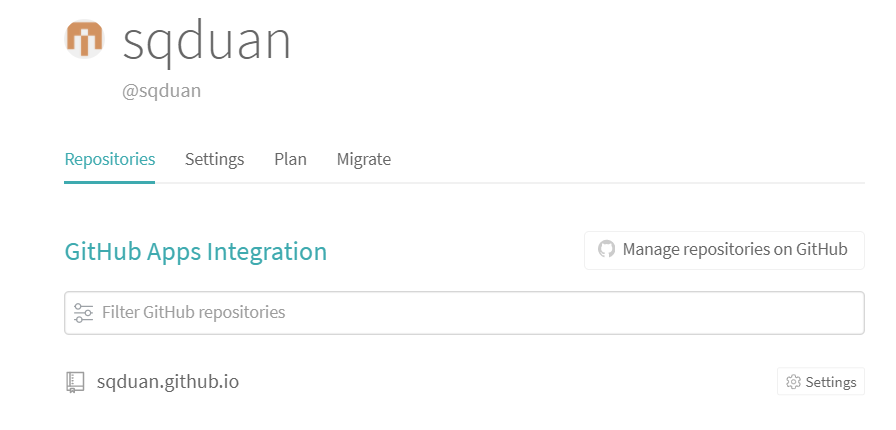 sqduan
@sqduan
Repositories Settings Plan Migrate
GitHub Apps Integration
Manage repositories on GitHub
Filter GitHub repositories
sqduan.github.io
Settings